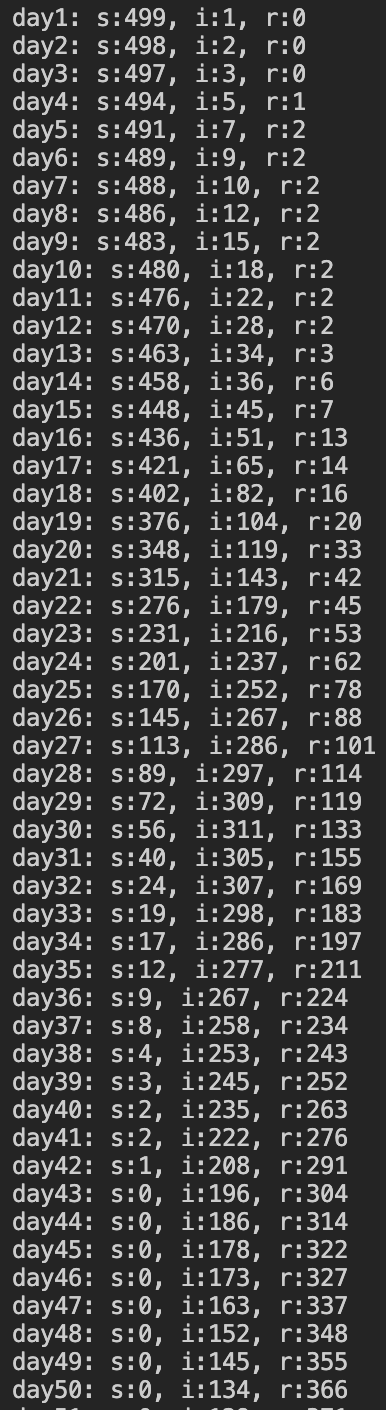 day1: s:499, i:1, r:0
day2: s:498, i:2, r:0
day3: s:497, i:3, r:0
day4: s:494, i:5, r:1
day5: s:491, i:7, r:2
day6: s:489, i:9, r:2
day7: s:488, i:10, r:2
day8: s:486, i:12, r:2
day9: s:483, i:15, r:2
day10: s:480, i:18, r:2
day11: s:476, i:22, r:2
day12: s:470, i:28, r:2
day13: s:463, i:34, r:3
day14: s:458, i:36, r:6
day15: s:448, i:45, r:7
day16: s:436, i:51, r:13
day17: s:421, i:65, r:14
day18: s:402, i:82, r:16
day19: s:376, i:104, r:20
day20: s:348, i:119, r:33
day21: s:315, i:143, r:42
day22: s:276, i:179, r:45
day23: s:231, i:216, r:53
day24: s:201, i:237, r:62
day25: s:170, i:252, r:78
day26: s:145, i:267, r:88
day27: s:113, i:286, r:101
day28: s:89, i:297, r:114
day29: s:72, i:309, r:119
day30: s:56, i:311, r:133
day31: s:40, i:305, r:155
day32: s:24, i:307, r:169
day33: s:19, i:298, r:183
day34: s:17, i:286, r:197
day35: s:12, i:277, r:211
day36: s:9, i:267, r:224
day37: s:8, i:258, r:234
day38: s:4, i:253, r:243
day39: s:3, i:245, r:252
day40: s:2, i:235, r:263
day41: s:2, i:222, r:276
day42: s:1, i:208, r:291
day43: s:0, i:196, r:304
day44: s:0, i:186, r:314
day45: s:0, i:178, r:322
day46: s:0, i:173, r:327
day47: s:0, i:163, r:337
day48: s:0, i:152, r:348
day49: s:0, i:145, r:355
day50: s:0, i:134, r:366